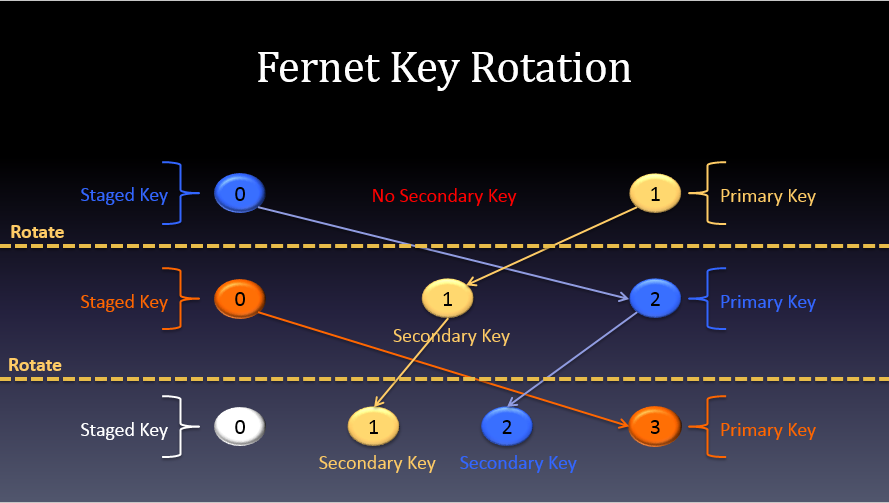 Fernet Key Rotation
Staged Key 0 No Secondary Key 1 Primary Key
Rotate
Staged Key 0 1 2 Primary Key
Secondary Key
Rotate
Staged Key 0 1 2 3 Primary Key
Secondary Key Secondary Key